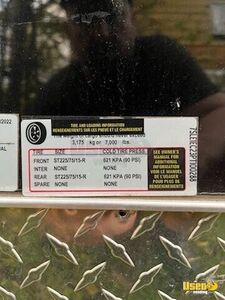 /2022
TIRE AND LOADING INFORMATION
RENSEIGNEMENTS SUR LES PNEUS ET LE CHARGEMENT
3,175 kg or 7,000 lbs.
TIRE SIZE COLD TIRE PRESS
FRONT ST225/75/15-R 621 KPA (90 PSI)
INTER NONE NONE
REAR ST225/75/15-R 621 KPA (90 PSI)
SPARE NONE NONE
SEE OWNER'S
MANUAL FOR
ADDITIONAL
INFORMATION
VOIR LE MANUEL
DE L'USAGER
POUR PLUS DE
RENSEIGNEMENTS
UsedVending